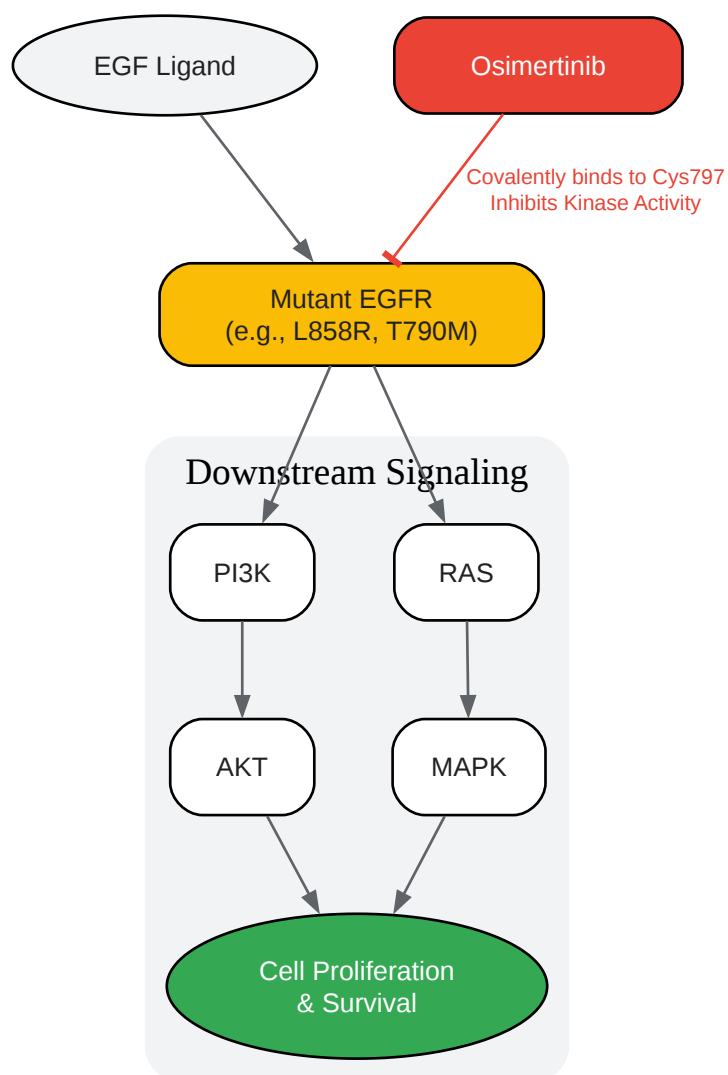 EGF Ligand
Osimertinib
Covalently binds to Cys797
Inhibits Kinase Activity
Mutant EGFR
(e.g., L858R, T790M)
Downstream Signaling
PI3K
RAS
AKT
MAPK
Cell Proliferation
& Survival